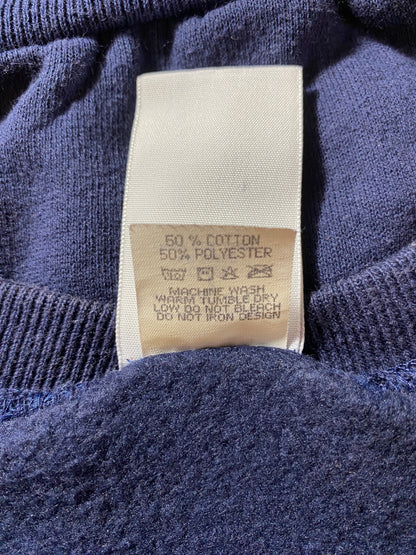 50 % COTTON
50% POLYESTER
MACHINE WASH
WARM TUMBLE DRY
LOW DO NOT BLEACH
DO NOT IRON DESIGN